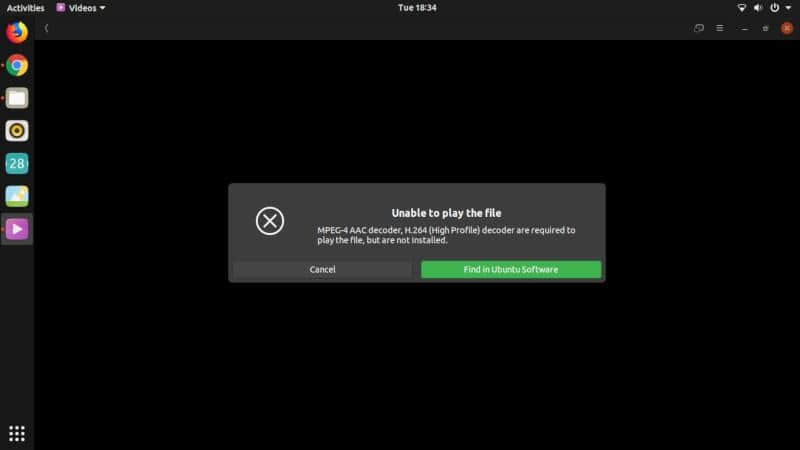 Activities
Videos
Tue 18:34
28
Unable to play the file
MPEG-4 AAC decoder, H.264 (High Profile) decoder are required to
play the file, but are not installed.
Cancel
Find in Ubuntu Software